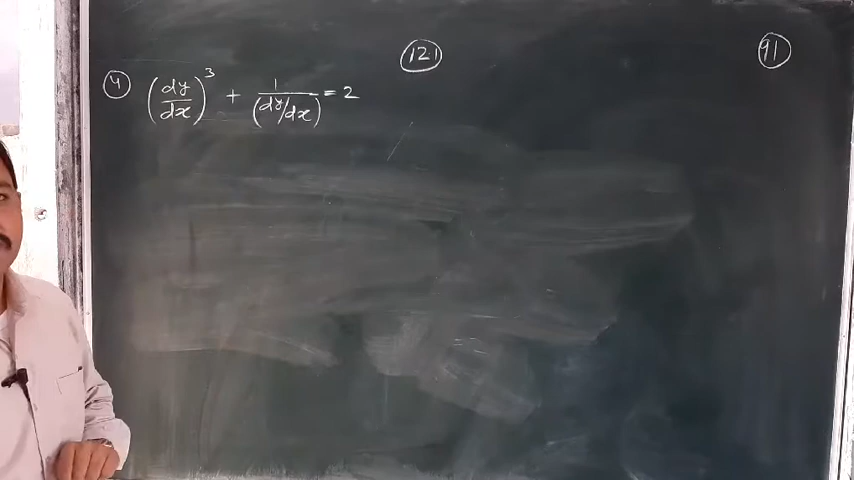 121
91
4 (dy/dx)³ + 1/(dy/dx) = 2